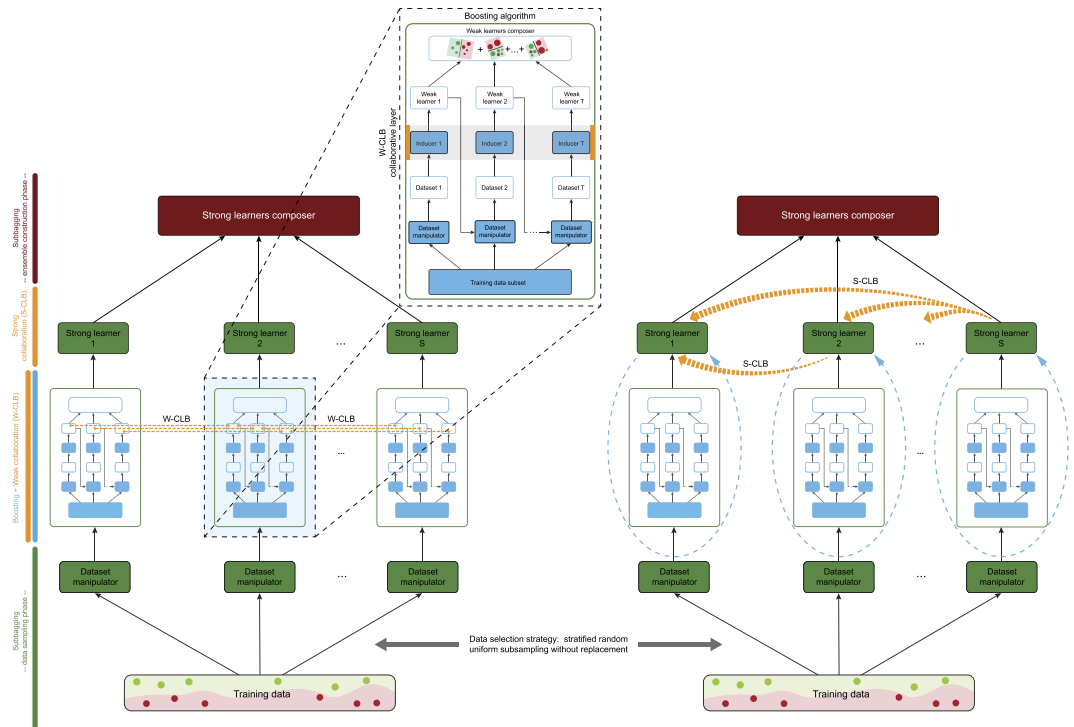 Boosting algorithm
Weak learners composer
+
+...+
Weak
learner 1
Weak
learner 2
Weak
learner T
W-CLB
collaborative layer
Inducer 1
Inducer 2
Inducer T
Dataset 1
Dataset 2
Dataset T
Dataset
manipulator
Dataset
manipulator
Dataset
manipulator
Training data subset
Subbagging
-- ensemble construction phase --
Strong
collaboration (S-CLB)
Boosting + Weak collaboration (W-CLB)
Subbagging
-- data sampling phase --
Strong learners composer
Strong learner
1
Strong learner
2
...
Strong learner
S
W-CLB
W-CLB
...
Dataset
manipulator
Dataset
manipulator
...
Dataset
manipulator
Training data
Data selection strategy: stratified random
uniform subsampling without replacement
Strong learners composer
S-CLB
Strong learner
1
Strong learner
2
...
Strong learner
S
S-CLB
...
Dataset
manipulator
Dataset
manipulator
...
Dataset
manipulator
Training data